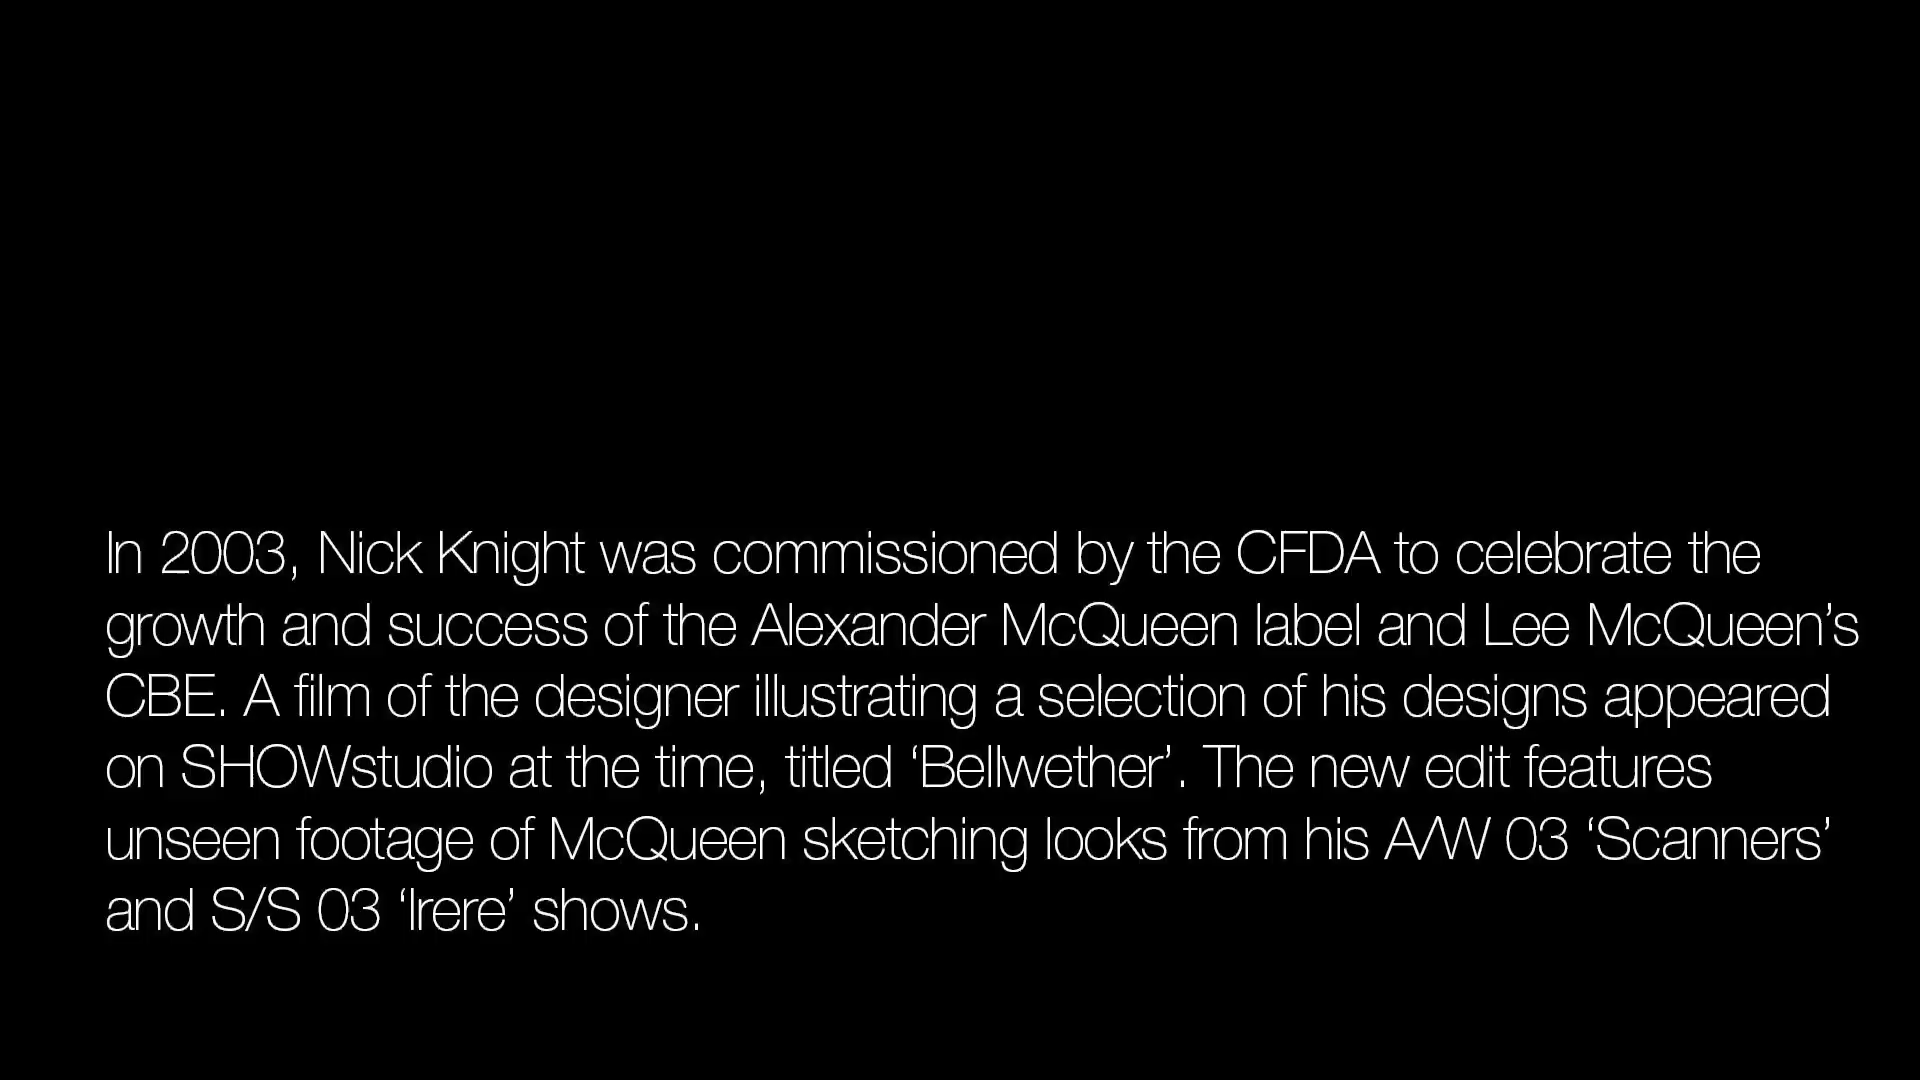 In 2003, Nick Knight was commissioned by the CFDA to celebrate the
growth and success of the Alexander McQueen label and Lee McQueen’s
CBE. A film of the designer illustrating a selection of his designs appeared
on SHOWstudio at the time, titled ‘Bellwether’. The new edit features
unseen footage of McQueen sketching looks from his A/W 03 ‘Scanners’
and S/S 03 ‘Irere’ shows.